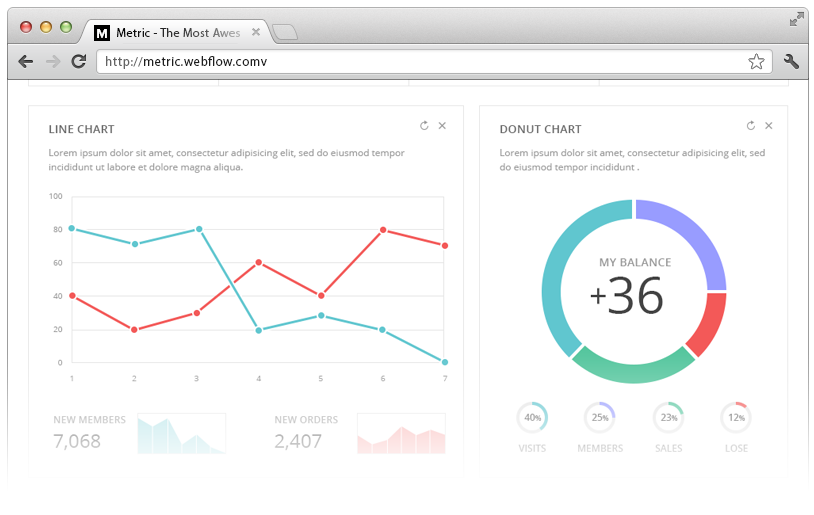 Metric - The Most Awes
http://metric.webflow.comv
LINE CHART
Lorem ipsum dolor sit amet, consectetur adipisicing elit, sed do eiusmod tempor
incididunt ut labore et dolore magna aliqua.
100
80
60
40
20
0
1 2 3 4 5 6 7
NEW MEMBERS
7,068
NEW ORDERS
2,407
DONUT CHART
Lorem ipsum dolor sit amet, consectetur adipisicing elit, sed
do eiusmod tempor incididunt .
MY BALANCE
+36
40% 25% 23% 12%
VISITS MEMBERS SALES LOSE